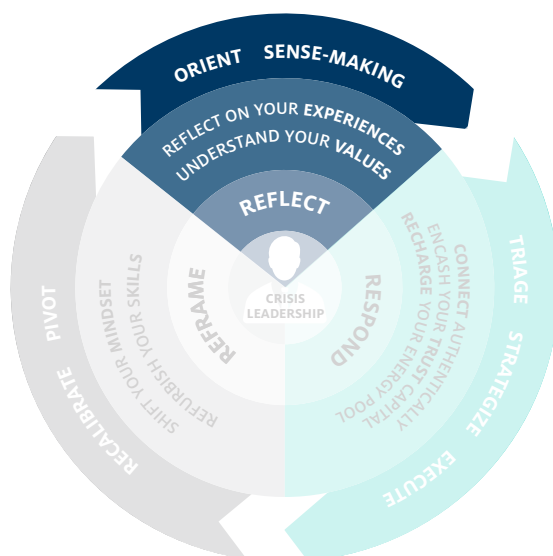 ORIENT SENSE-MAKING
REFLECT ON YOUR EXPERIENCES
UNDERSTAND YOUR VALUES
REFLECT
CRISIS
LEADERSHIP
RESPOND
CONNECT AUTHENTICALLY
ENCASH YOUR TRUST CAPITAL
RECHARGE YOUR ENERGY POOL
TRIAGE STRATEGIZE EXECUTE
REFRAME
SHIFT YOUR MINDSET
REFURBISH YOUR SKILLS
RECALIBRATE PIVOT